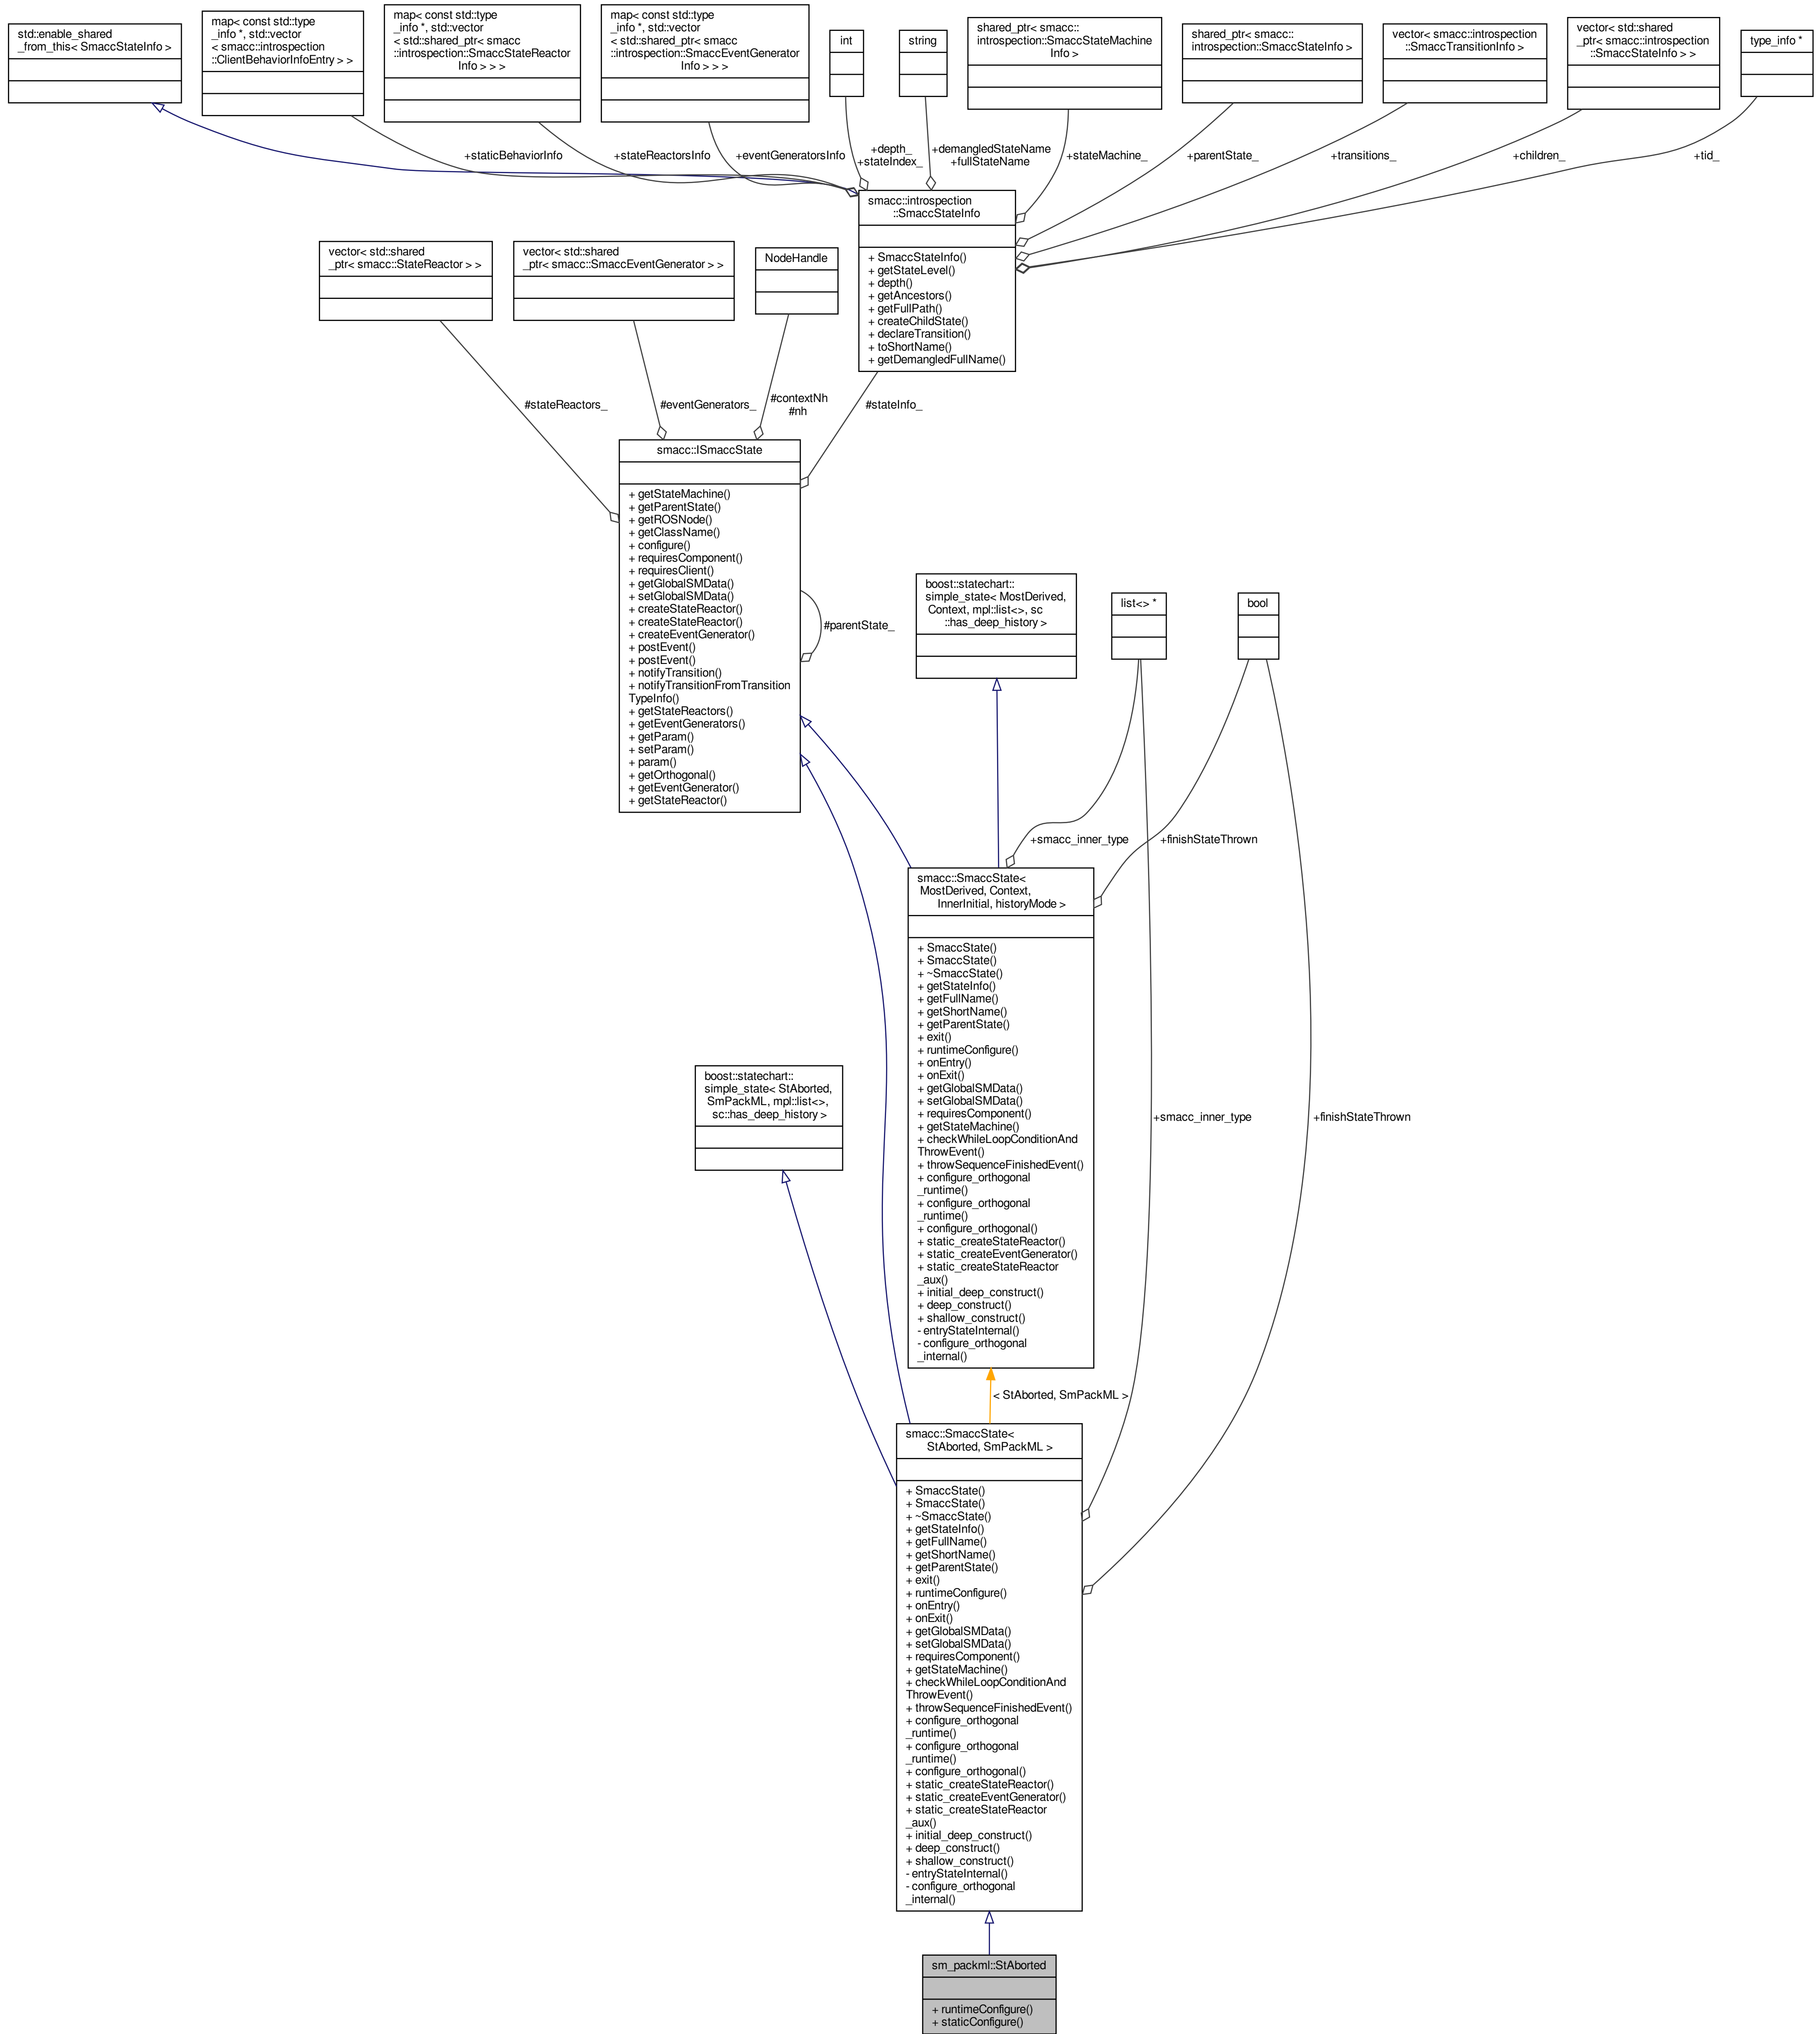 std::enable_shared
_from_this< SmaccStateInfo >
map< const std::type
_info *, std::vector
< smacc::introspection
::ClientBehaviorInfoEntry > >
map< const std::type
_info *, std::vector
< std::shared_ptr< smacc
::introspection::SmaccStateReactor
Info > > >
map< const std::type
_info *, std::vector
< std::shared_ptr< smacc
::introspection::SmaccEventGenerator
Info > > >
int
string
shared_ptr< smacc::
introspection::SmaccStateMachine
Info >
shared_ptr< smacc::
introspection::SmaccStateInfo >
vector< smacc::introspection
::SmaccTransitionInfo >
vector< std::shared
_ptr< smacc::introspection
::SmaccStateInfo > >
type_info *
+staticBehaviorInfo
+stateReactorsInfo
+eventGeneratorsInfo
+depth_
+stateIndex_
+demangledStateName
+fullStateName
+stateMachine_
+parentState_
+transitions_
+children_
+tid_
smacc::introspection
::SmaccStateInfo
+ SmaccStateInfo()
+ getStateLevel()
+ depth()
+ getAncestors()
+ getFullPath()
+ createChildState()
+ declareTransition()
+ toShortName()
+ getDemangledFullName()
vector< std::shared
_ptr< smacc::StateReactor > >
vector< std::shared
_ptr< smacc::SmaccEventGenerator > >
NodeHandle
#stateReactors_
#eventGenerators_
#contextNh
#nh
#stateInfo_
smacc::ISmaccState
+ getStateMachine()
+ getParentState()
+ getROSNode()
+ getClassName()
+ configure()
+ requiresComponent()
+ requiresClient()
+ getGlobalSMData()
+ setGlobalSMData()
+ createStateReactor()
+ createStateReactor()
+ createEventGenerator()
+ postEvent()
+ postEvent()
+ notifyTransition()
+ notifyTransitionFromTransition
TypeInfo()
+ getStateReactors()
+ getEventGenerators()
+ getParam()
+ setParam()
+ param()
+ getOrthogonal()
+ getEventGenerator()
+ getStateReactor()
#parentState_
boost::statechart::
simple_state< MostDerived,
Context, mpl::list<>, sc
::has_deep_history >
list<> *
bool
+smacc_inner_type
+finishStateThrown
smacc::SmaccState<
MostDerived, Context,
InnerInitial, historyMode >
+ SmaccState()
+ SmaccState()
+ ~SmaccState()
+ getStateInfo()
+ getFullName()
+ getShortName()
+ getParentState()
+ exit()
+ runtimeConfigure()
+ onEntry()
+ onExit()
+ getGlobalSMData()
+ setGlobalSMData()
+ requiresComponent()
+ getStateMachine()
+ checkWhileLoopConditionAnd
ThrowEvent()
+ throwSequenceFinishedEvent()
+ configure_orthogonal
_runtime()
+ configure_orthogonal
_runtime()
+ configure_orthogonal()
+ static_createStateReactor()
+ static_createEventGenerator()
+ static_createStateReactor
_aux()
+ initial_deep_construct()
+ deep_construct()
+ shallow_construct()
- entryStateInternal()
- configure_orthogonal
_internal()
boost::statechart::
simple_state< StAborted,
SmPackML, mpl::list<>,
sc::has_deep_history >
+smacc_inner_type
+finishStateThrown
< StAborted, SmPackML >
smacc::SmaccState<
StAborted, SmPackML >
+ SmaccState()
+ SmaccState()
+ ~SmaccState()
+ getStateInfo()
+ getFullName()
+ getShortName()
+ getParentState()
+ exit()
+ runtimeConfigure()
+ onEntry()
+ onExit()
+ getGlobalSMData()
+ setGlobalSMData()
+ requiresComponent()
+ getStateMachine()
+ checkWhileLoopConditionAnd
ThrowEvent()
+ throwSequenceFinishedEvent()
+ configure_orthogonal
_runtime()
+ configure_orthogonal
_runtime()
+ configure_orthogonal()
+ static_createStateReactor()
+ static_createEventGenerator()
+ static_createStateReactor
_aux()
+ initial_deep_construct()
+ deep_construct()
+ shallow_construct()
- entryStateInternal()
- configure_orthogonal
_internal()
sm_packml::StAborted
+ runtimeConfigure()
+ staticConfigure()